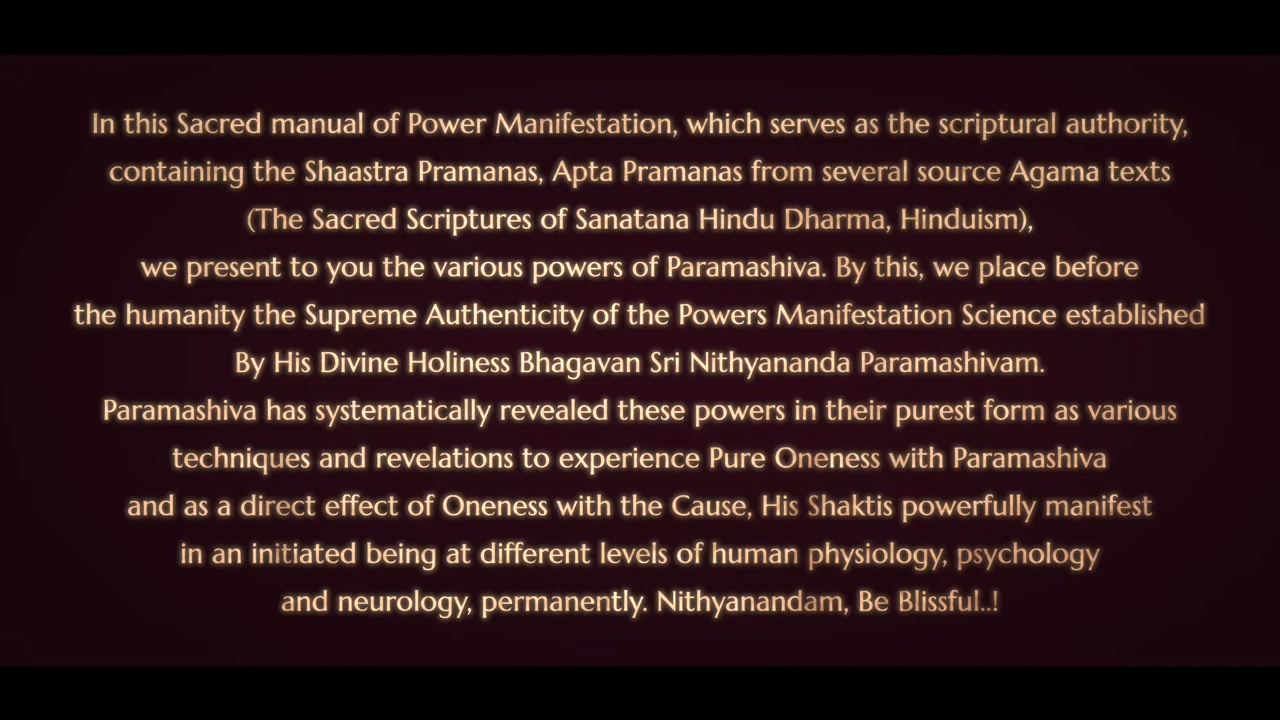 In this Sacred manual of Power Manifestation, which serves as the scriptural authority,
containing the Shaastra Pramanas, Apta Pramanas from several source Agama texts
(The Sacred Scriptures of Sanatana Hindu Dharma, Hinduism),
we present to you the various powers of Paramashiva. By this, we place before
the humanity the Supreme Authenticity of the Powers Manifestation Science established
By His Divine Holiness Bhagavan Sri Nithyananda Paramashivam.
Paramashiva has systematically revealed these powers in their purest form as various
techniques and revelations to experience Pure Oneness with Paramashiva
and as a direct effect of Oneness with the Cause, His Shaktis powerfully manifest
in an initiated being at different levels of human physiology, psychology
and neurology, permanently. Nithyanandam, Be Blissful..!